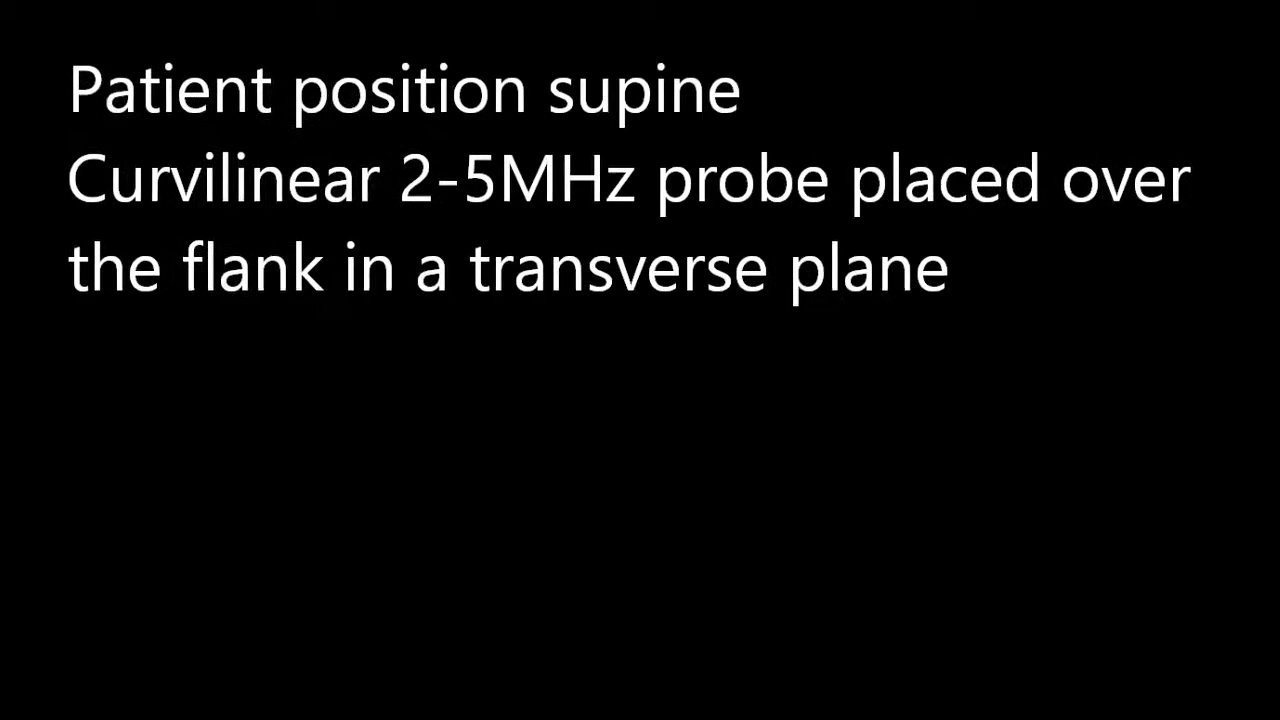 Patient position supine
Curvilinear 2-5MHz probe placed over
the flank in a transverse plane